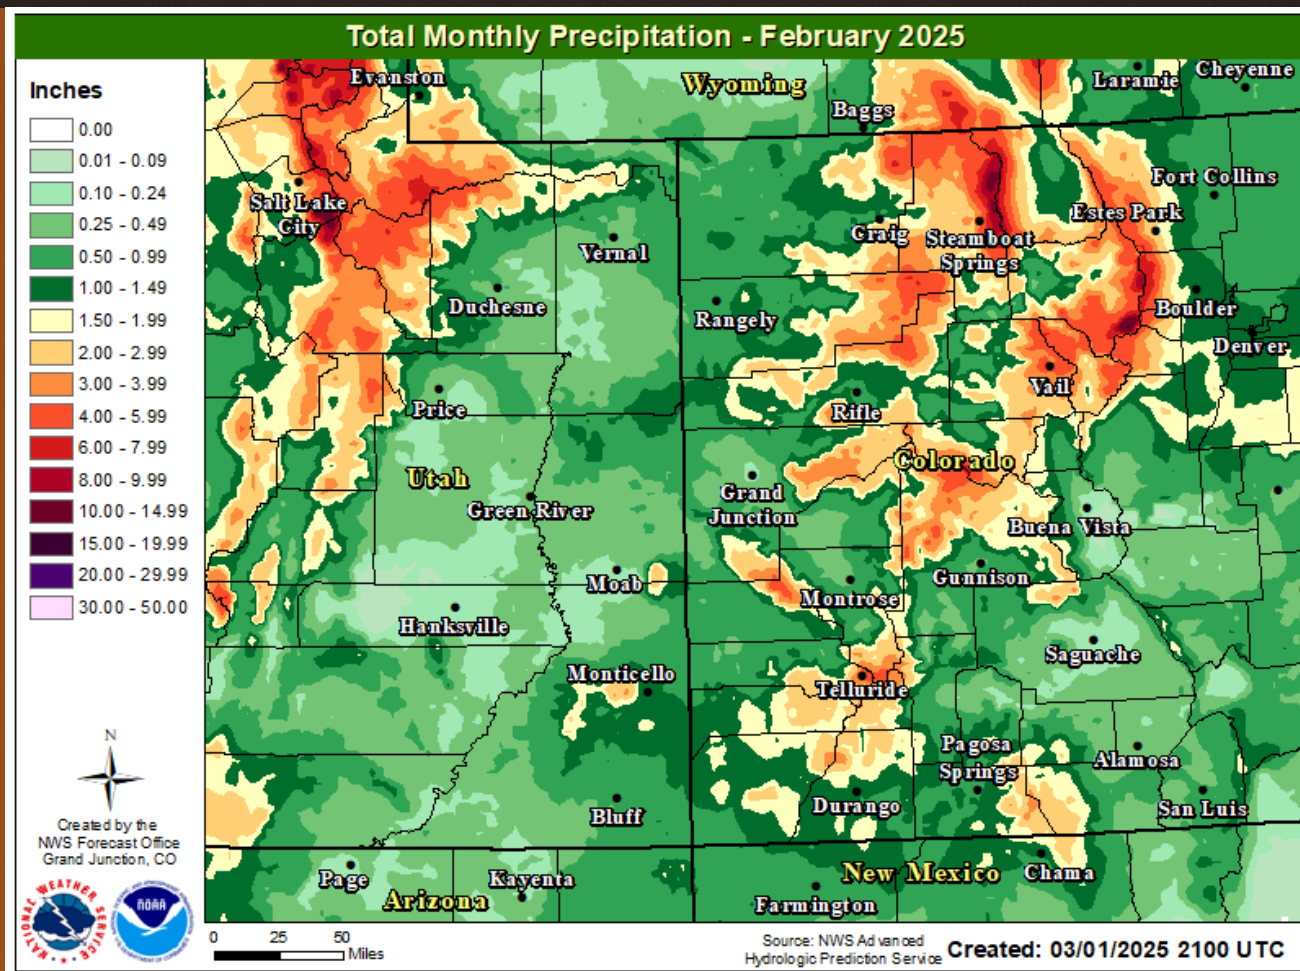 Total Monthly Precipitation - February 2025
Inches
0.00
0.01 - 0.09
0.10 - 0.24
0.25 - 0.49
0.50 - 0.99
1.00 - 1.49
1.50 - 1.99
2.00 - 2.99
3.00 - 3.99
4.00 - 5.99
6.00 - 7.99
8.00 - 9.99
10.00 - 14.99
15.00 - 19.99
20.00 - 29.99
30.00 - 50.00
N
Created by the
NWS Forecast Office
Grand Junction, CO
NATIONAL WEATHER SERVICE
NOAA
Evanston
Wyoming
Laramie
Cheyenne
Baggs
Salt Lake
City
Fort Collins
Estes Park
Craig
Steamboat
Springs
Vernal
Duchesne
Rangely
Boulder
Denver
Vail
Price
Rifle
Utah
Colorado
Green River
Grand
Junction
Buena Vista
Moab
Gunnison
Montrose
Hanksville
Saguache
Monticello
Telluride
Pagosa
Springs
Alamosa
Bluff
Durango
San Luis
Page
Kayenta
Arizona
New Mexico
Chama
Farmington
0 25 50
Miles
Source: NWS Advanced
Hydrologic Prediction Service
Created: 03/01/2025 2100 UTC